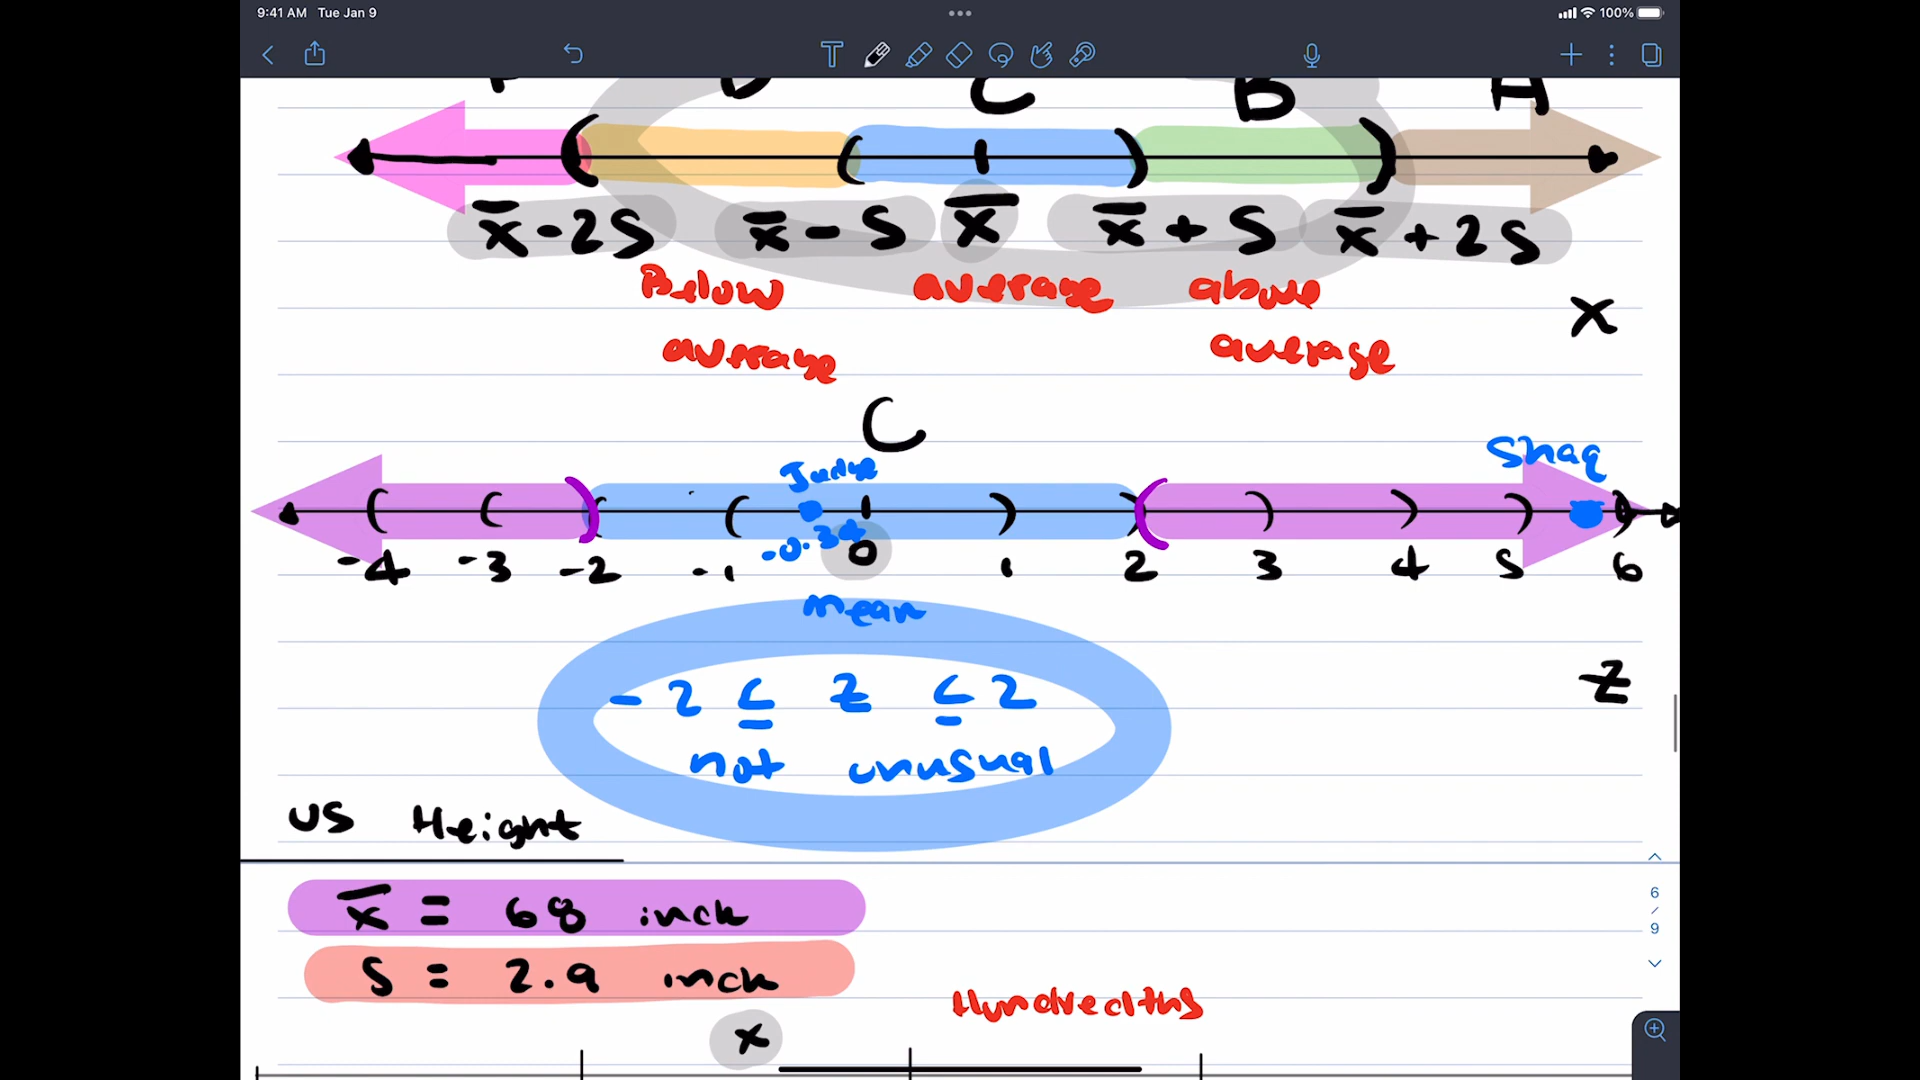 9:41 AM Tue Jan 9
100%
T
C B A
x̄ - 2S x̄ - S x̄ x̄ + S x̄ + 2S
Below average above
average average
x
C
Judge Shaq
-0.34
-4 -3 -2 -1 0 1 2 3 4 5 6
mean
-2 ≤ z ≤ 2
z
not unusual
US Height
x̄ = 68 inch
6
/
9
S = 2.9 inch
Hundredths
x